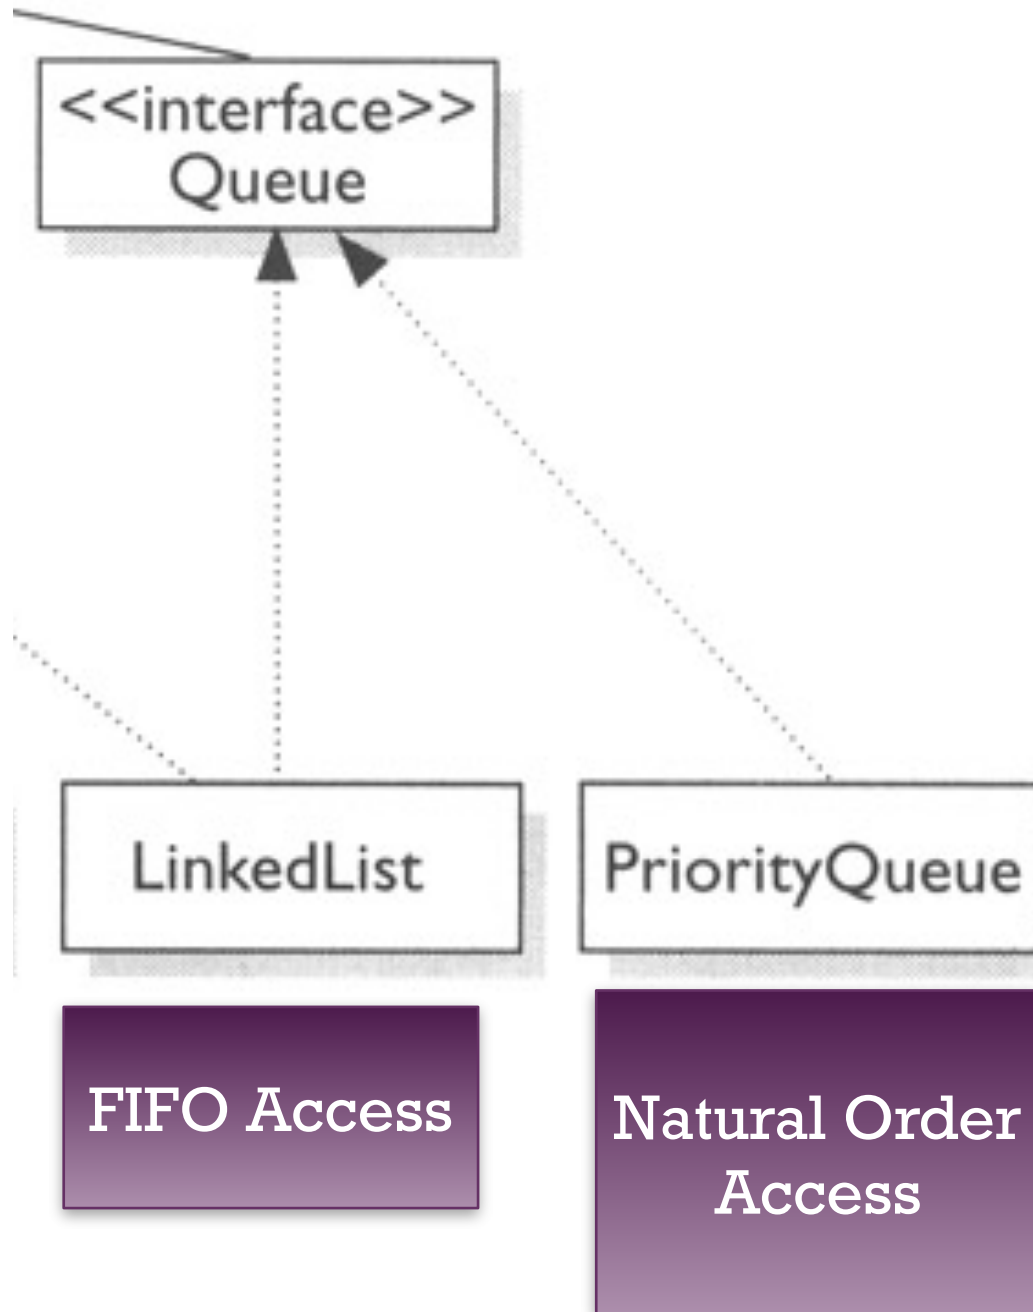 <<interface>>
Queue
LinkedList
PriorityQueue
FIFO Access
Natural Order
Access